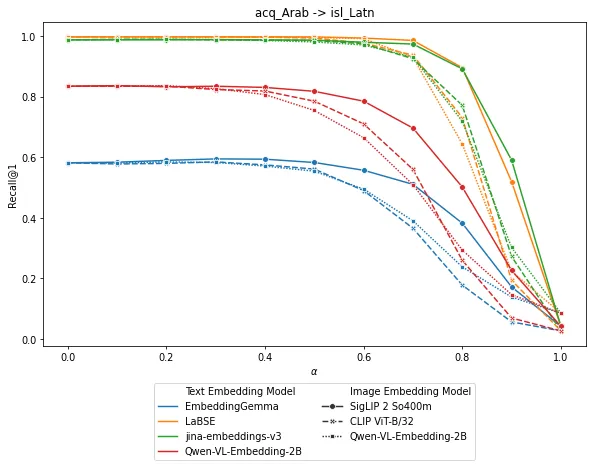 acq_Arab -> isl_Latn
Recall@1
1.0
0.8
0.6
0.4
0.2
0.0
0.0 0.2 0.4 0.6 0.8 1.0
α
Text Embedding Model
EmbeddingGemma
LaBSE
jina-embeddings-v3
Qwen-VL-Embedding-2B
Image Embedding Model
SigLIP 2 So400m
CLIP ViT-B/32
Qwen-VL-Embedding-2B